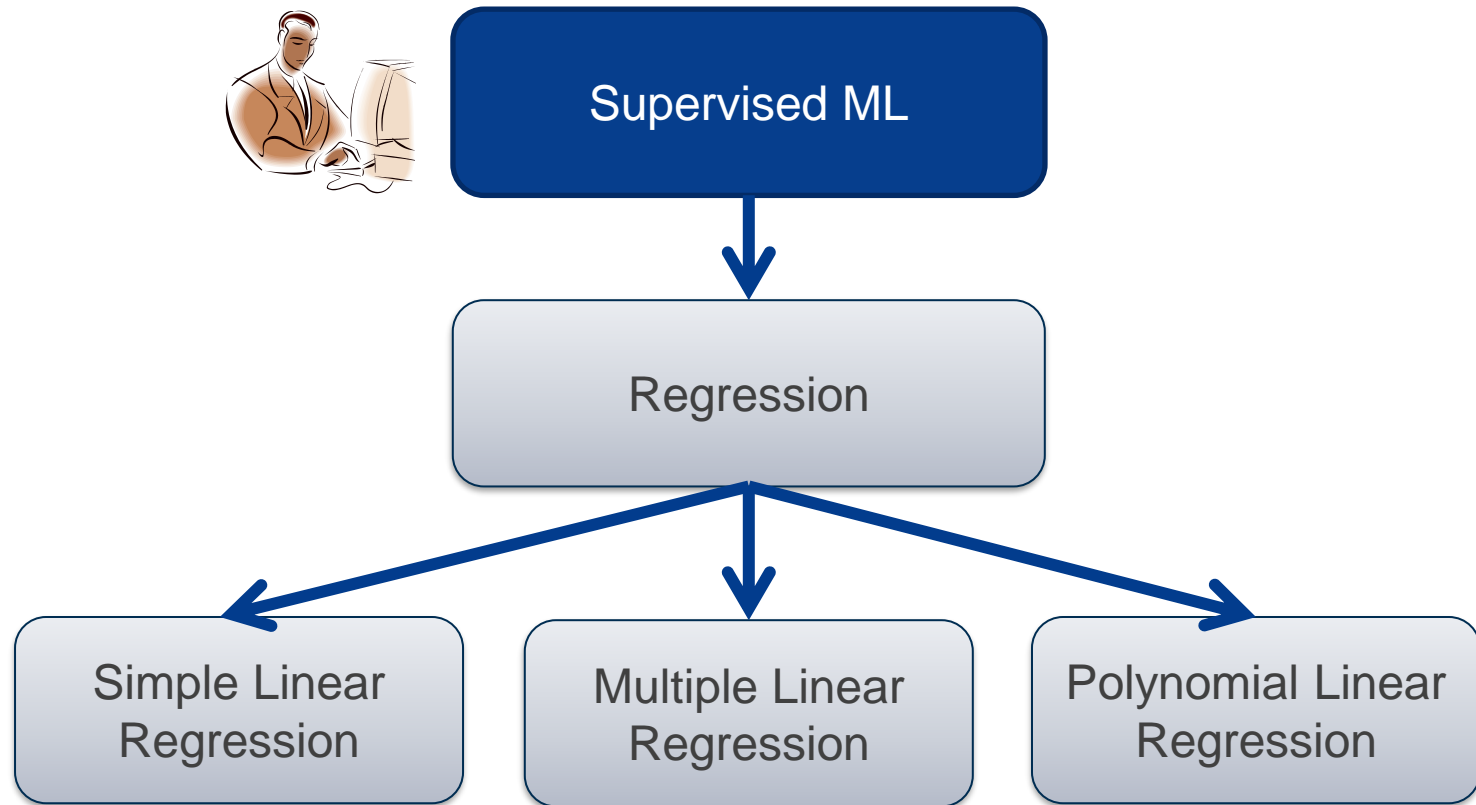 Supervised ML
Regression
Simple Linear
Regression
Multiple Linear
Regression
Polynomial Linear
Regression